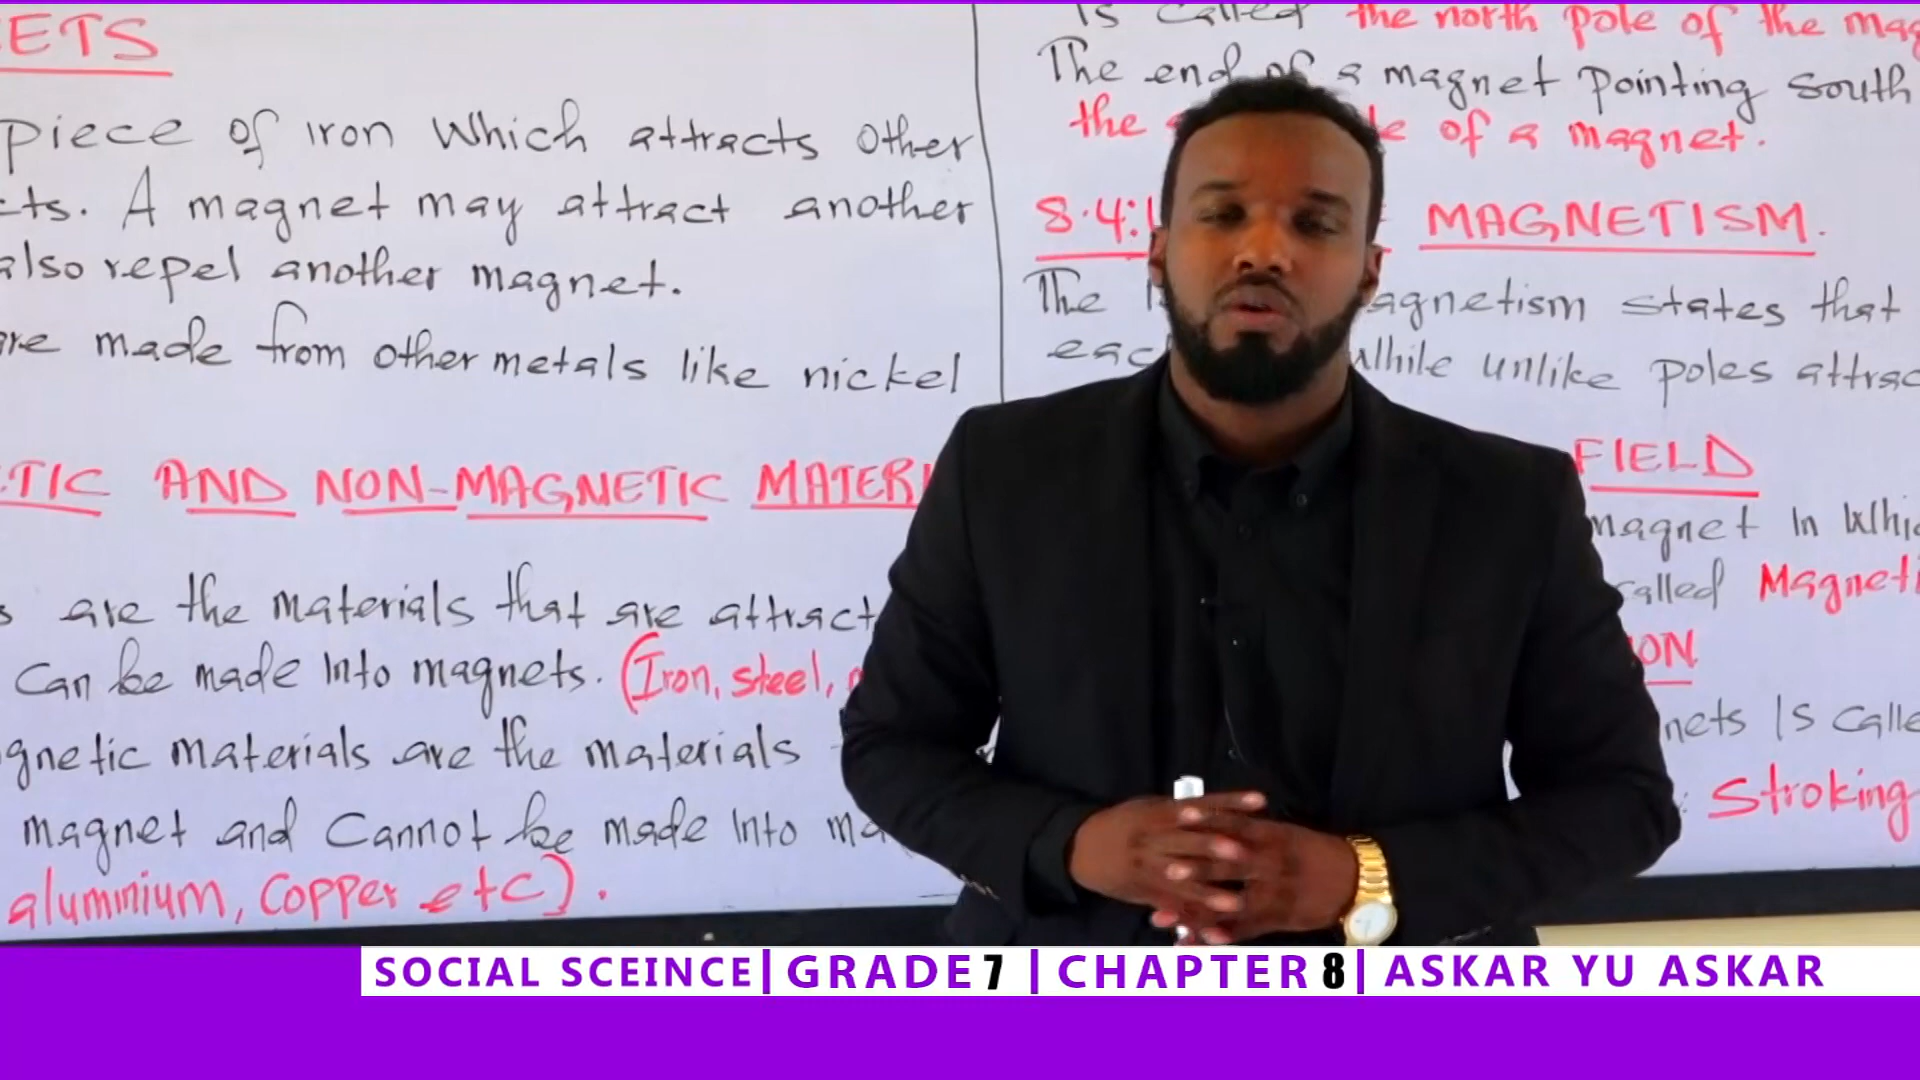 ETS
piece of iron which attracts other
cts. A magnet may attract another
also repel another magnet.
are made from other metals like nickel
ETIC AND NON-MAGNETIC MATERI
s are the materials that are attract
can be made into magnets. (Iron, steel,
gnetic materials are the materials
magnet and cannot be made into ma
aluminium, copper etc).
is called the north pole of the mag
The end of a magnet pointing south
the of a magnet.
8.4:1 MAGNETISM.
The agnetism states that
eac while unlike poles attrac
FIELD
magnet in whic
called Magneti
ON
nets is calle
: stroking
SOCIAL SCEINCE| GRADE 7 | CHAPTER 8| ASKAR YU ASKAR